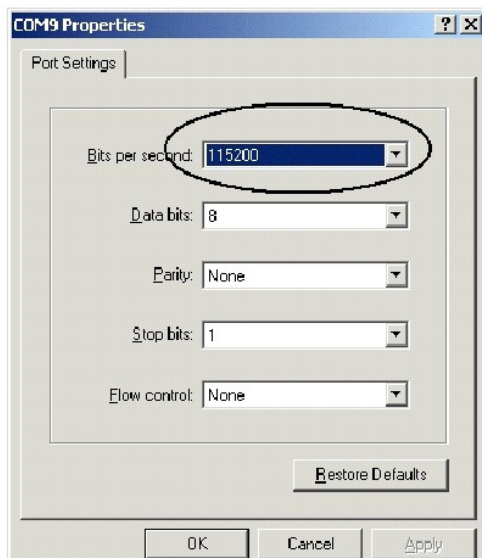 COM9 Properties
Port Settings
Bits per second: 115200
Data bits: 8
Parity: None
Stop bits: 1
Flow control: None
Restore Defaults
OK Cancel Apply